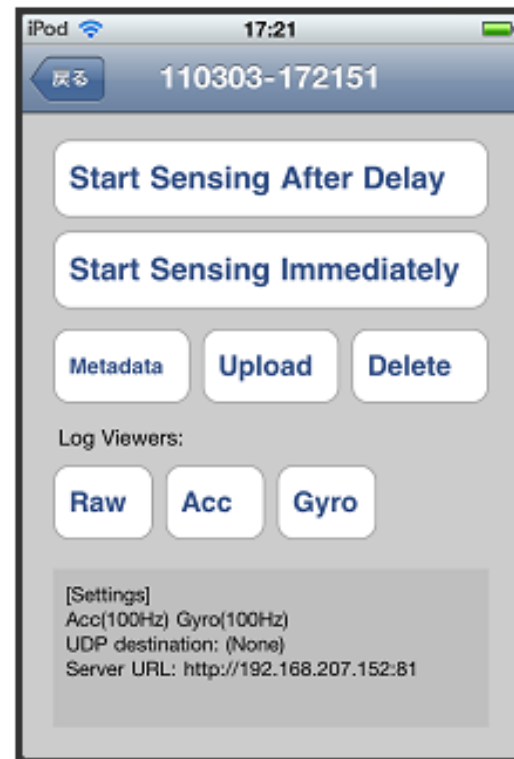 iPod 17:21
戻る 110303-172151
Start Sensing After Delay
Start Sensing Immediately
Metadata Upload Delete
Log Viewers:
Raw Acc Gyro
[Settings]
Acc(100Hz) Gyro(100Hz)
UDP destination: (None)
Server URL: http://192.168.207.152:81